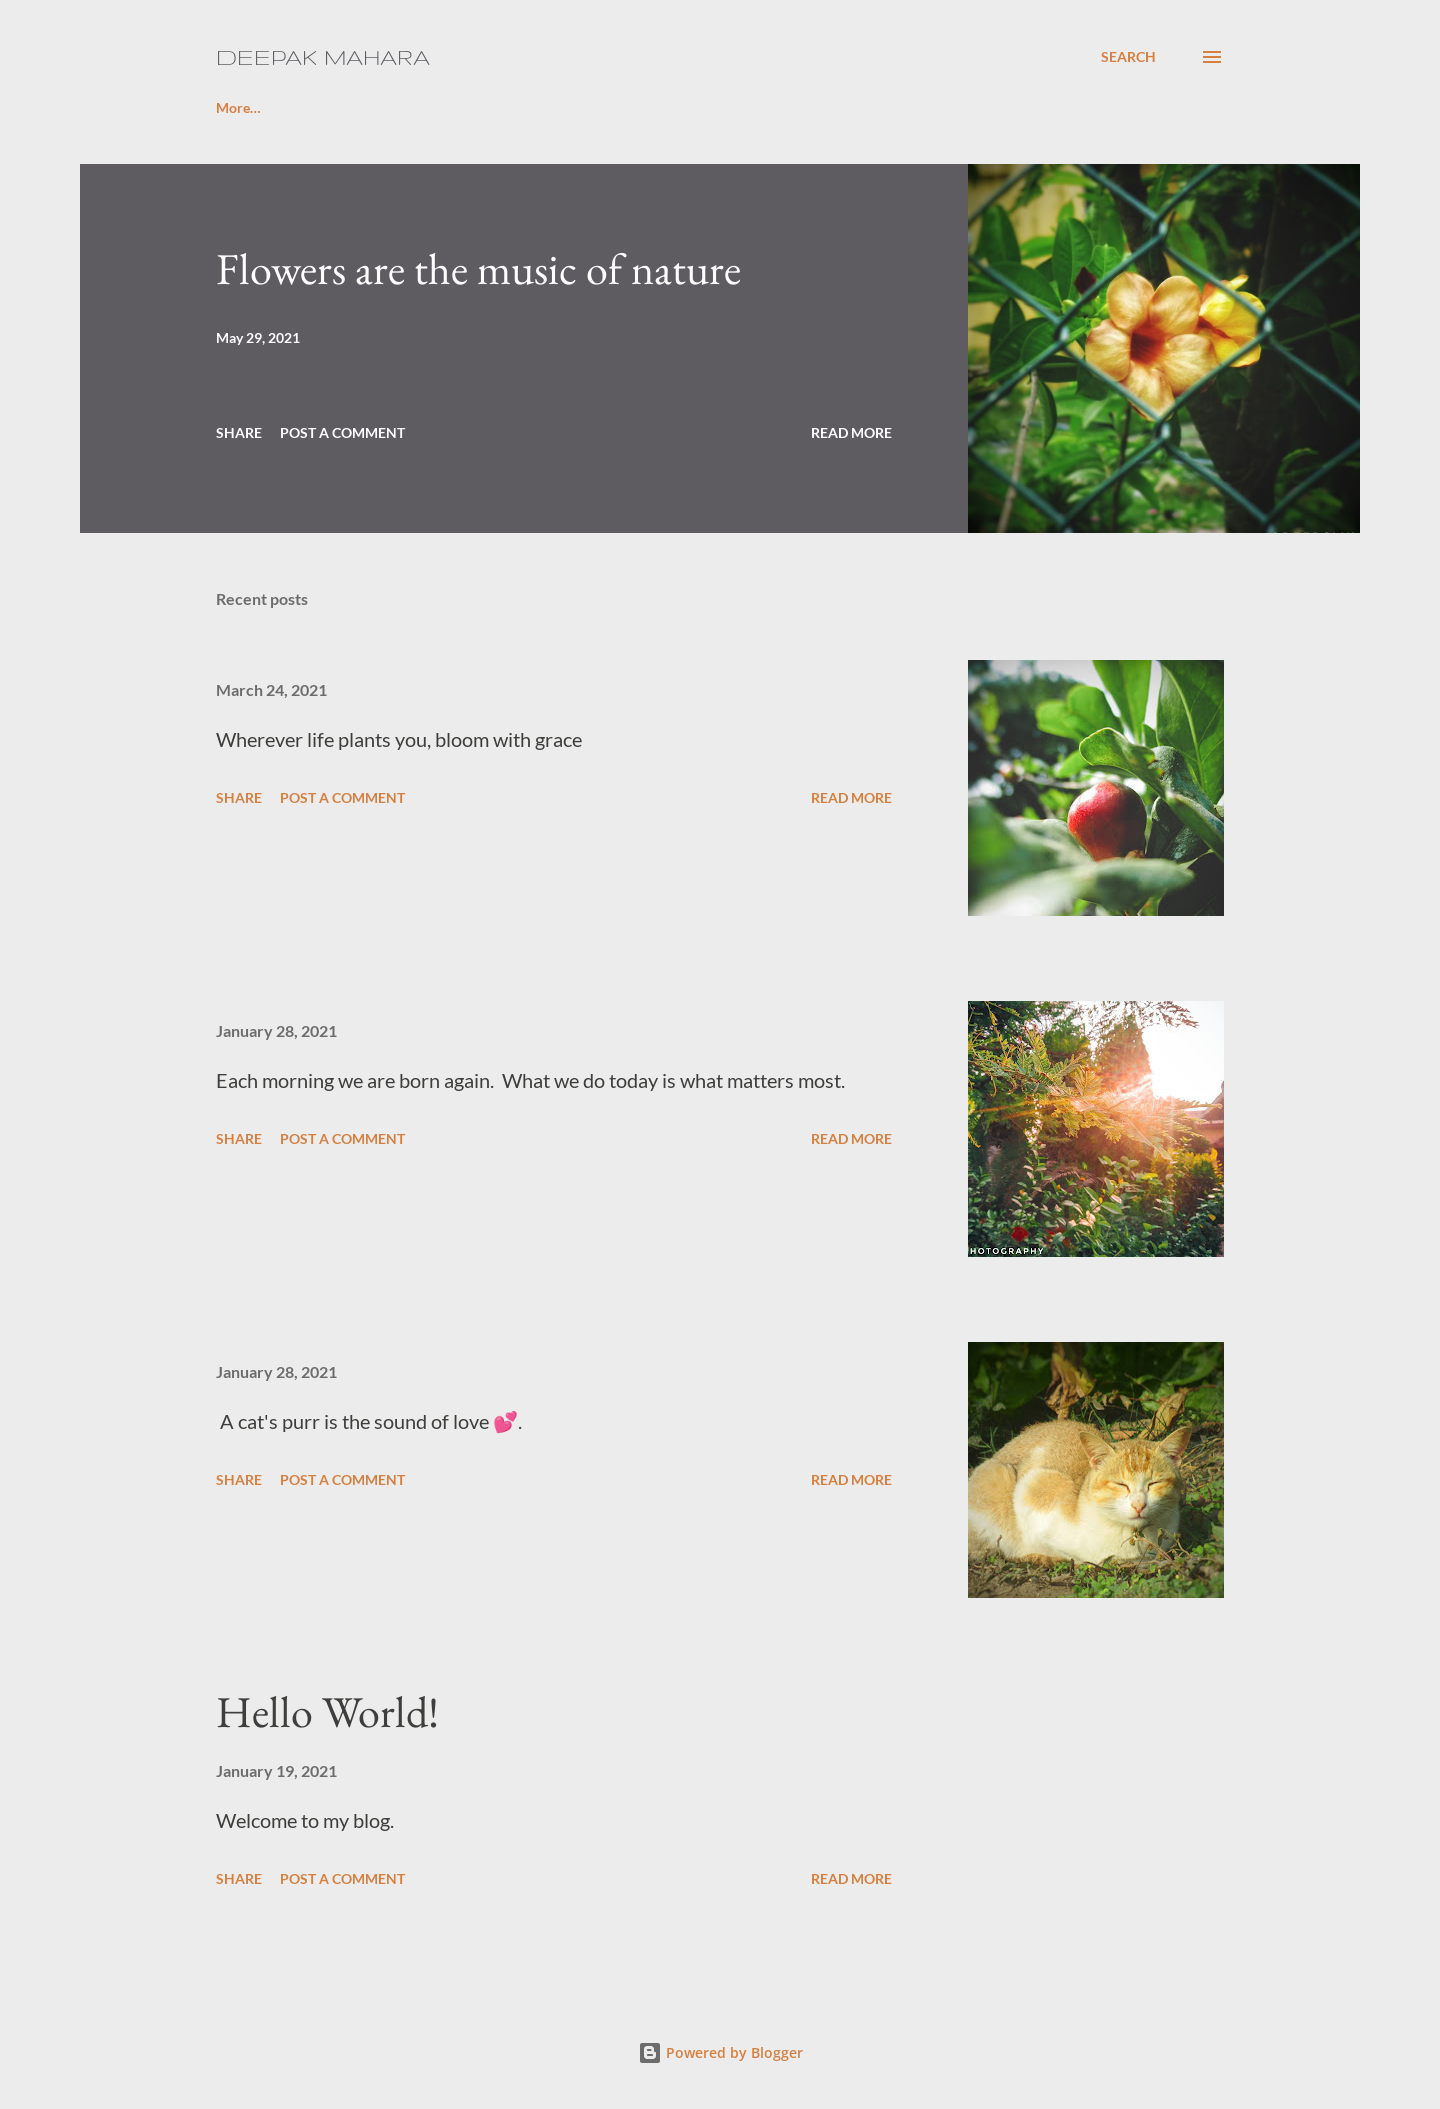 DEEPAK MAHARA
SEARCH
More…
Flowers are the music of nature
May 29, 2021
SHARE POST A COMMENT READ MORE
Recent posts
March 24, 2021
Wherever life plants you, bloom with grace
SHARE POST A COMMENT READ MORE
January 28, 2021
Each morning we are born again.  What we do today is what matters most.
SHARE POST A COMMENT READ MORE
HOTOGRAPHY
January 28, 2021
A cat's purr is the sound of love 💕.
SHARE POST A COMMENT READ MORE
Hello World!
January 19, 2021
Welcome to my blog.
SHARE POST A COMMENT READ MORE
Powered by Blogger